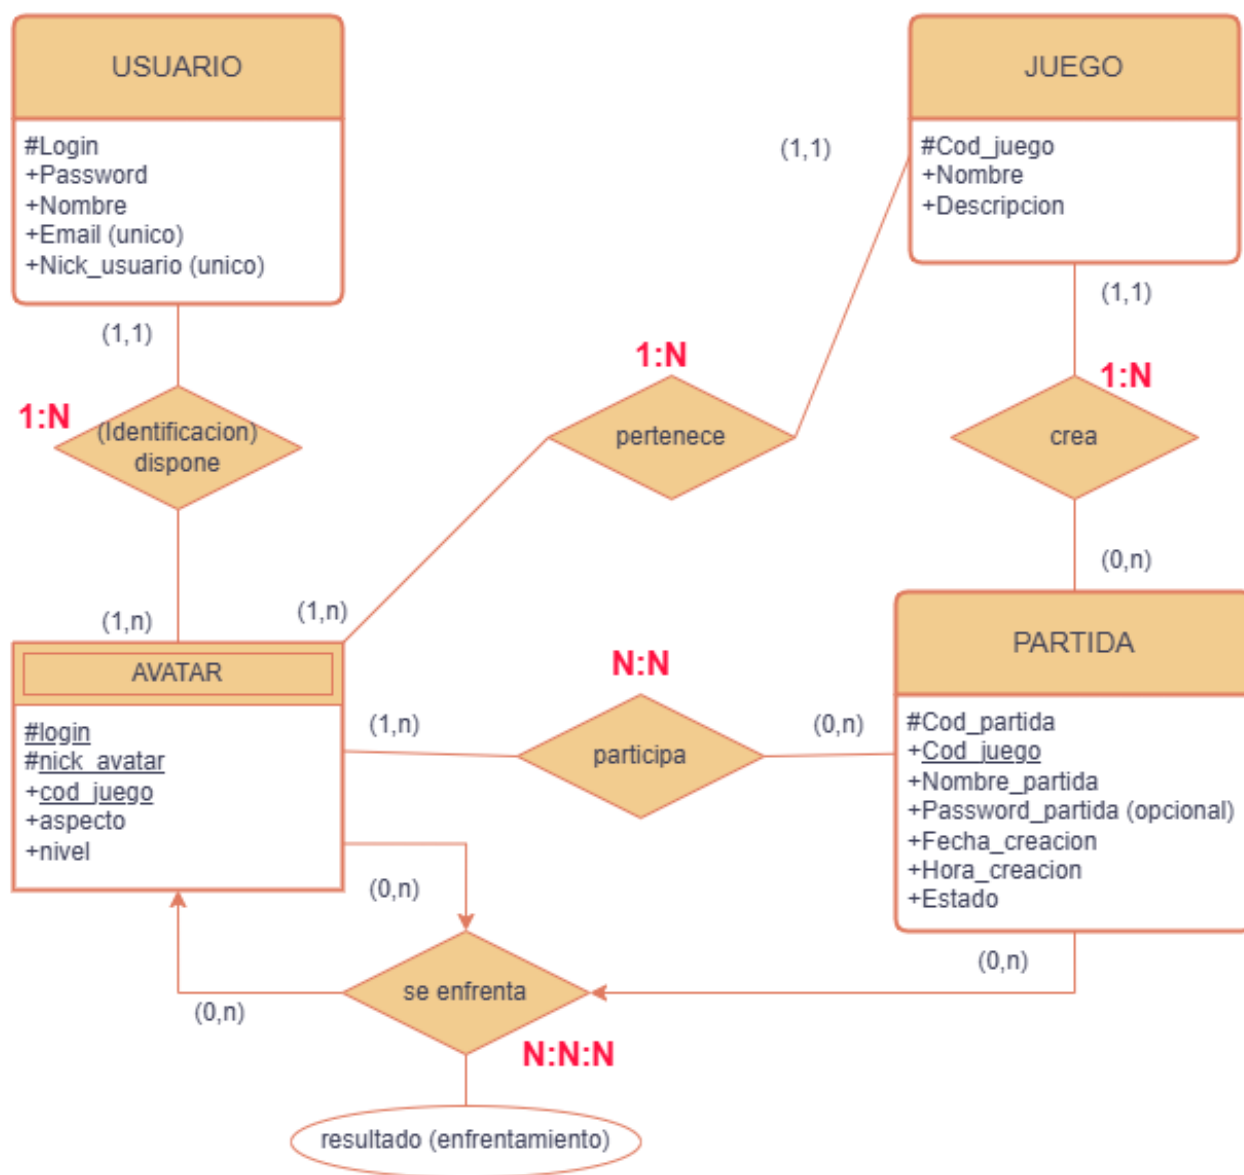 USUARIO
#Login
+Password
+Nombre
+Email (unico)
+Nick_usuario (unico)
JUEGO
#Cod_juego
+Nombre
+Descripcion
(1,1)
(1,1)
(1,1)
1:N
(Identificacion)
dispone
1:N
pertenece
1:N
crea
(1,n)
(1,n)
(0,n)
AVATAR
#login
#nick_avatar
+cod_juego
+aspecto
+nivel
N:N
(1,n)
participa
(0,n)
PARTIDA
#Cod_partida
+Cod_juego
+Nombre_partida
+Password_partida (opcional)
+Fecha_creacion
+Hora_creacion
+Estado
(0,n)
(0,n)
(0,n)
se enfrenta
N:N:N
resultado (enfrentamiento)